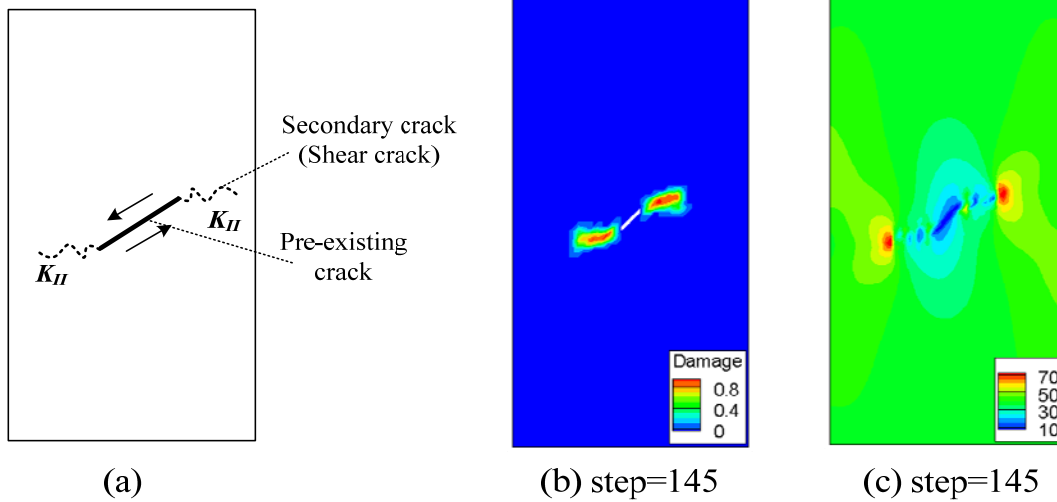 Secondary crack
(Shear crack)
K_II
Pre-existing
crack
K_II
(a)
Damage
0.8
0.4
0
(b) step=145
70
50
30
10
(c) step=145